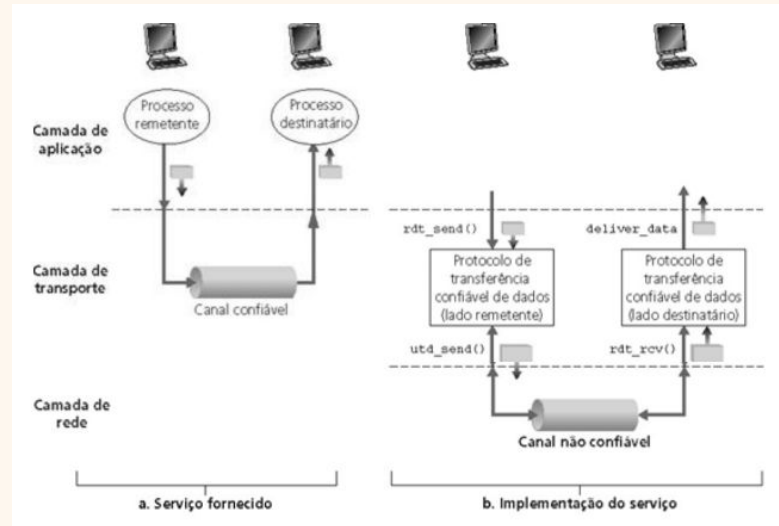 Processo
remetente
Processo
destinatário
Camada de
aplicação
Camada de
transporte
Canal confiável
Camada de
rede
a. Serviço fornecido
rdt_send()
deliver_data
Protocolo de
transferência
confiável de dados
(lado remetente)
Protocolo de
transferência
confiável de dados
(lado destinatário)
utd_send()
rdt_rcv()
Canal não confiável
b. Implementação do serviço